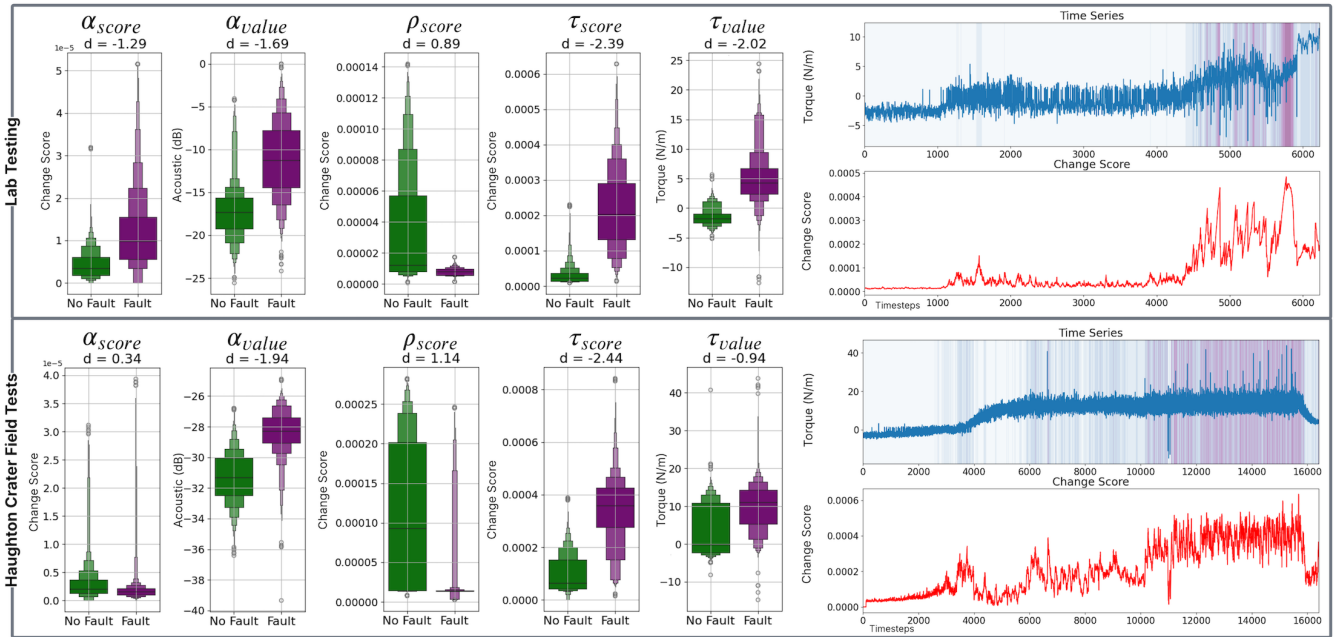 Lab Testing
α_score
d = -1.29
1e-5
Change Score
5
4
3
2
1
0
No Fault Fault
α_value
d = -1.69
Acoustic (dB)
0
−5
−10
−15
−20
−25
No Fault Fault
ρ_score
d = 0.89
Change Score
0.00014
0.00012
0.00010
0.00008
0.00006
0.00004
0.00002
0.00000
No Fault Fault
τ_score
d = -2.39
Change Score
0.0006
0.0005
0.0004
0.0003
0.0002
0.0001
0.0000
No Fault Fault
τ_value
d = -2.02
Torque (N/m)
25
20
15
10
5
0
−5
−10
No Fault Fault
Time Series
Torque (N/m)
10
5
0
−5
0 1000 2000 3000 4000 5000 6000
Change Score
Change Score
0.0005
0.0004
0.0003
0.0002
0.0001
0.0000
Timesteps
0 1000 2000 3000 4000 5000 6000
Haughton Crater Field Tests
α_score
d = 0.34
1e-5
Change Score
4.0
3.5
3.0
2.5
2.0
1.5
1.0
0.5
0.0
No Fault Fault
α_value
d = -1.94
Acoustic (dB)
−26
−28
−30
−32
−34
−36
−38
−40
No Fault Fault
ρ_score
d = 1.14
Change Score
0.00025
0.00020
0.00015
0.00010
0.00005
0.00000
No Fault Fault
τ_score
d = -2.44
Change Score
0.0008
0.0006
0.0004
0.0002
0.0000
No Fault Fault
τ_value
d = -0.94
Torque (N/m)
40
30
20
10
0
−10
No Fault Fault
Time Series
Torque (N/m)
40
20
0
0 2000 4000 6000 8000 10000 12000 14000 16000
Change Score
Change Score
0.0006
0.0004
0.0002
0.0000
Timesteps
0 2000 4000 6000 8000 10000 12000 14000 16000